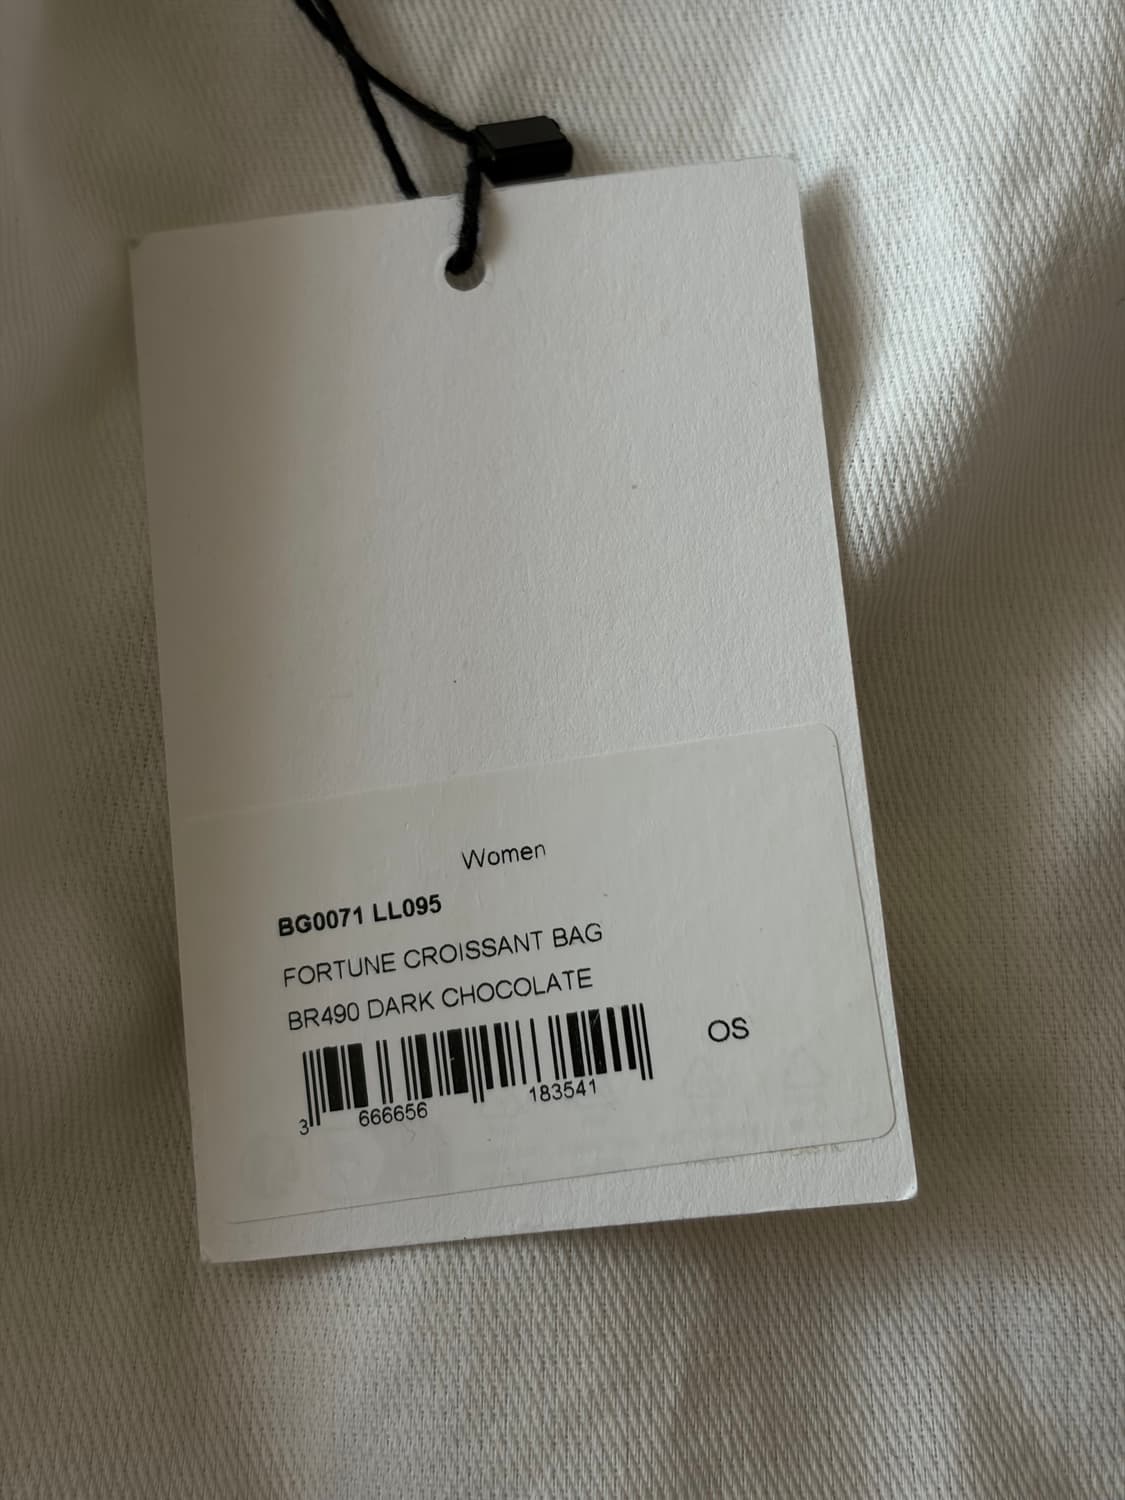 Women
BG0071 LL095
FORTUNE CROISSANT BAG
BR490 DARK CHOCOLATE
OS
3 666656 183541